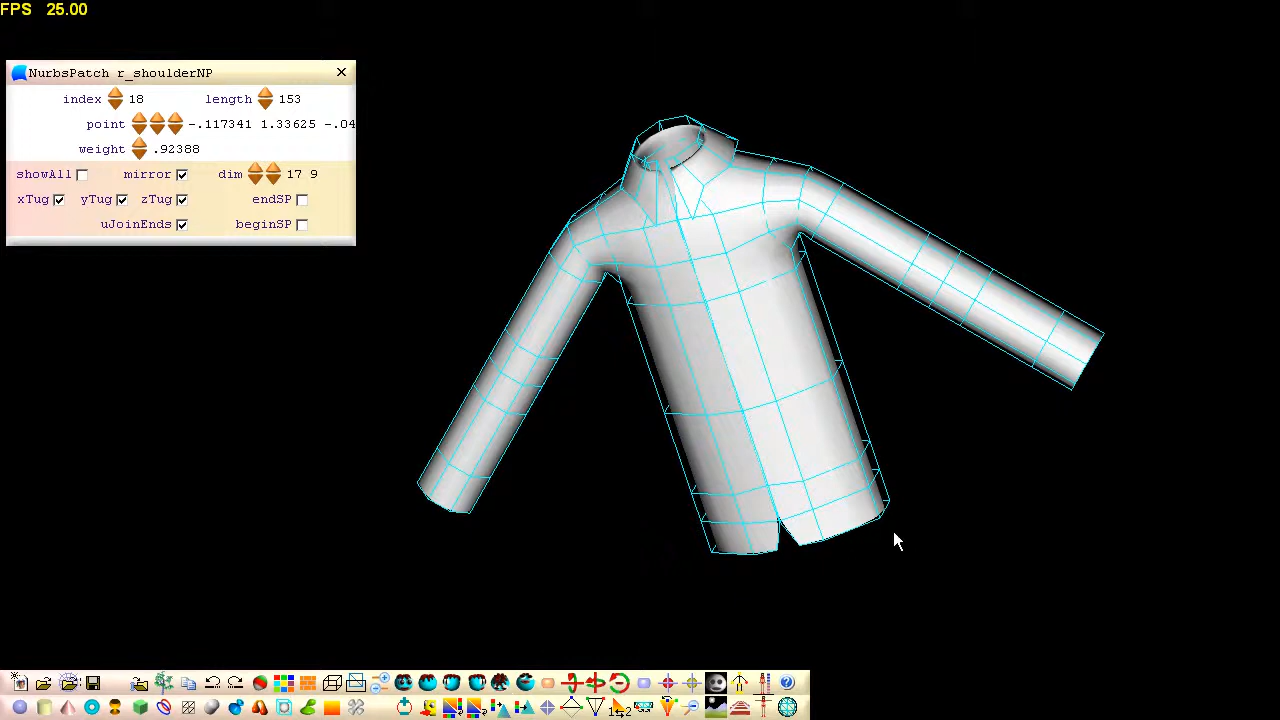 FPS 25.00
NurbsPatch r_shoulderNP
index 18 length 153
point -.117341 1.33625 -.04
weight .92388
showAll mirror dim 17 9
xTug yTug zTug endSP
uJoinEnds beginSP